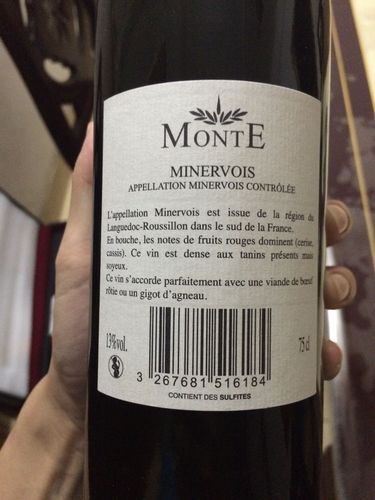 MONTE
MINERVOIS
APPELLATION MINERVOIS CONTRÔLÉE
L'appellation Minervois est issue de la région du
Languedoc-Roussillon dans le sud de la France.
En bouche, les notes de fruits rouges dominent (cerise,
cassis). Ce vin est dense aux tanins présents mais
soyeux.
Ce vin s'accorde parfaitement avec une viande de bœuf
rôtie ou un gigot d'agneau.
13%vol.
75 cl
3 267681 516184
CONTIENT DES SULFITES